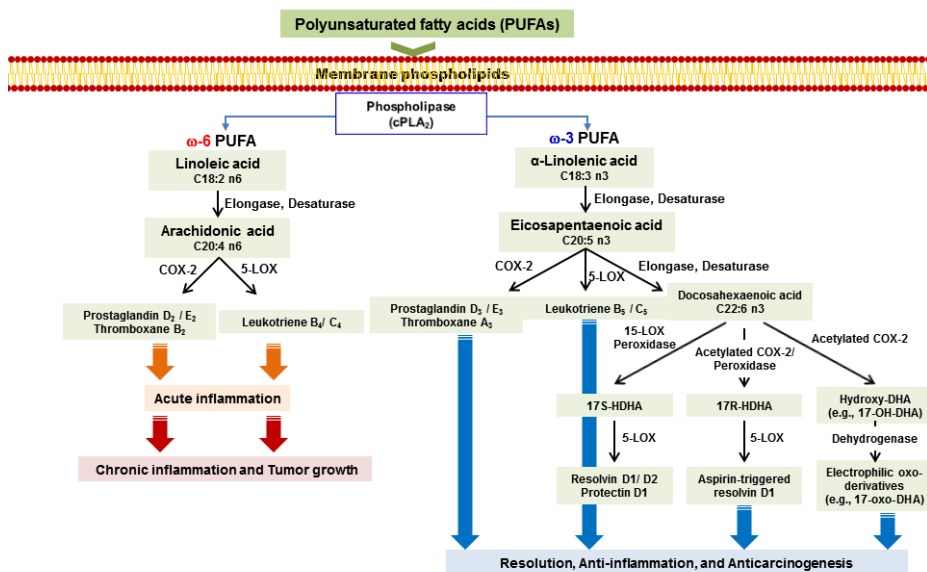 Polyunsaturated fatty acids (PUFAs)
Membrane phospholipids
Phospholipase
(cPLA₂)
ω-6 PUFA
Linoleic acid
C18:2 n6
Elongase, Desaturase
Arachidonic acid
C20:4 n6
COX-2
5-LOX
Prostaglandin D₂ / E₂
Thromboxane B₂
Leukotriene B₄/ C₄
Acute inflammation
Chronic inflammation and Tumor growth
ω-3 PUFA
α-Linolenic acid
C18:3 n3
Elongase, Desaturase
Eicosapentaenoic acid
C20:5 n3
COX-2
5-LOX
Elongase, Desaturase
Prostaglandin D₃ / E₃
Thromboxane A₃
Leukotriene B₅ / C₅
Docosahexaenoic acid
C22:6 n3
15-LOX
Peroxidase
Acetylated COX-2/
Peroxidase
Acetylated COX-2
17S-HDHA
17R-HDHA
Hydroxy-DHA
(e.g., 17-OH-DHA)
5-LOX
5-LOX
Dehydrogenase
Resolvin D1/ D2
Protectin D1
Aspirin-triggered
resolvin D1
Electrophilic oxo-
derivatives
(e.g., 17-oxo-DHA)
Resolution, Anti-inflammation, and Anticarcinogenesis